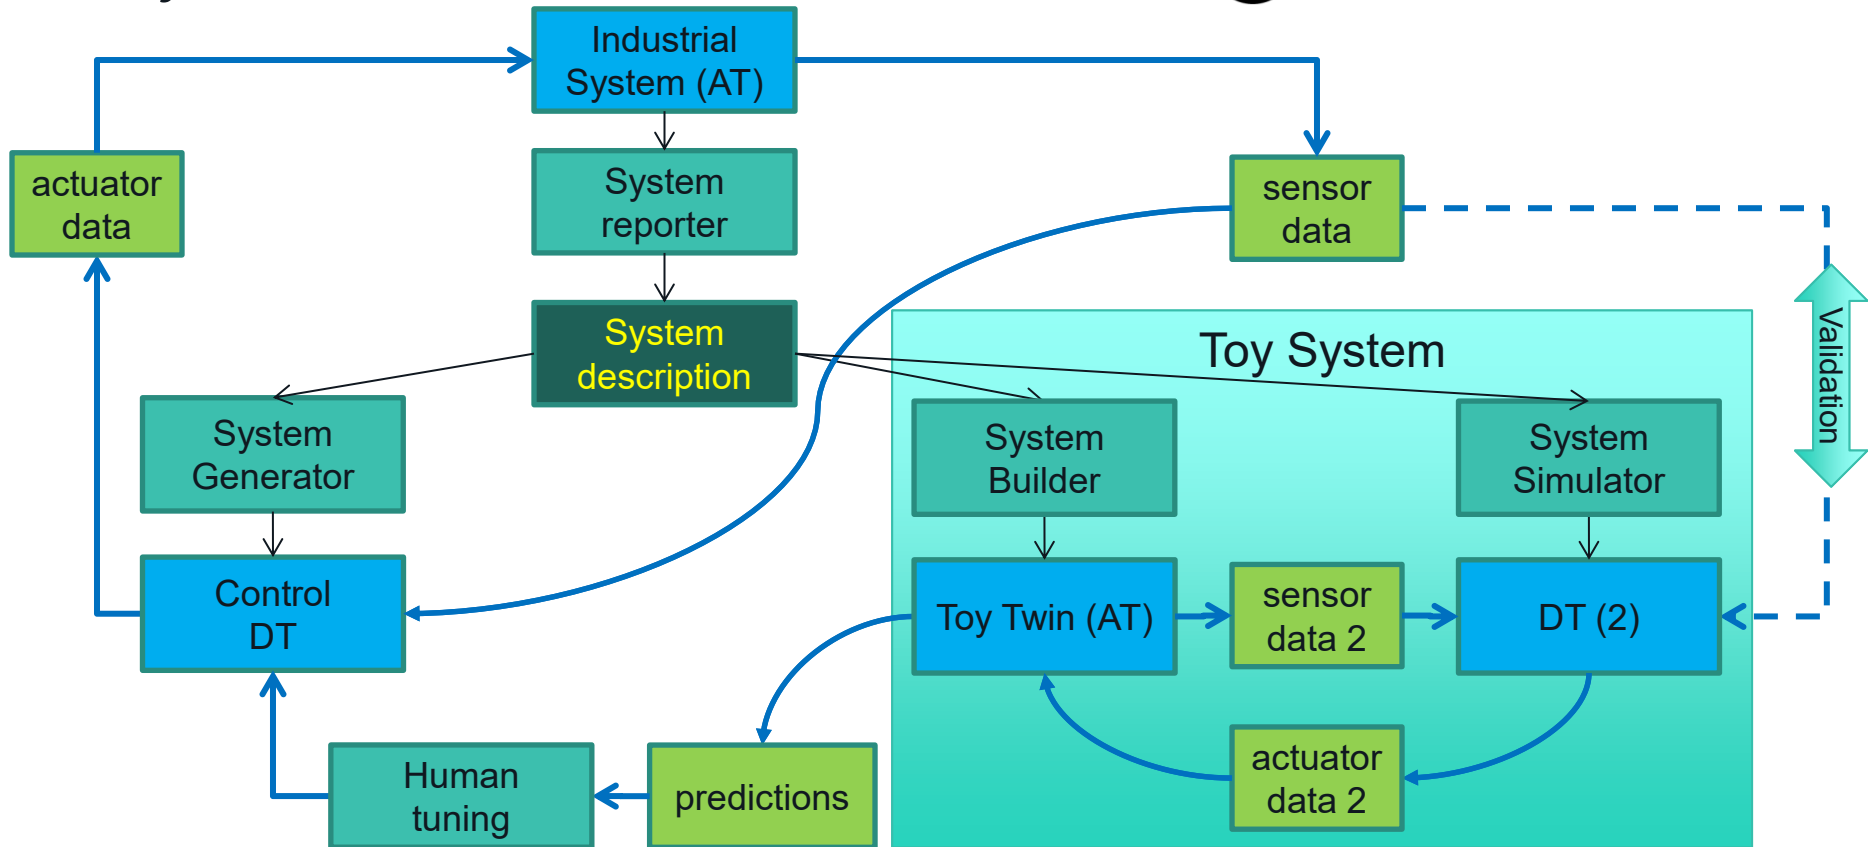 Industrial
System (AT)
actuator
data
System
reporter
sensor
data
System
description
Toy System
Validation
System
Generator
System
Builder
System
Simulator
Control
DT
Toy Twin (AT)
sensor
data 2
DT (2)
Human
tuning
predictions
actuator
data 2